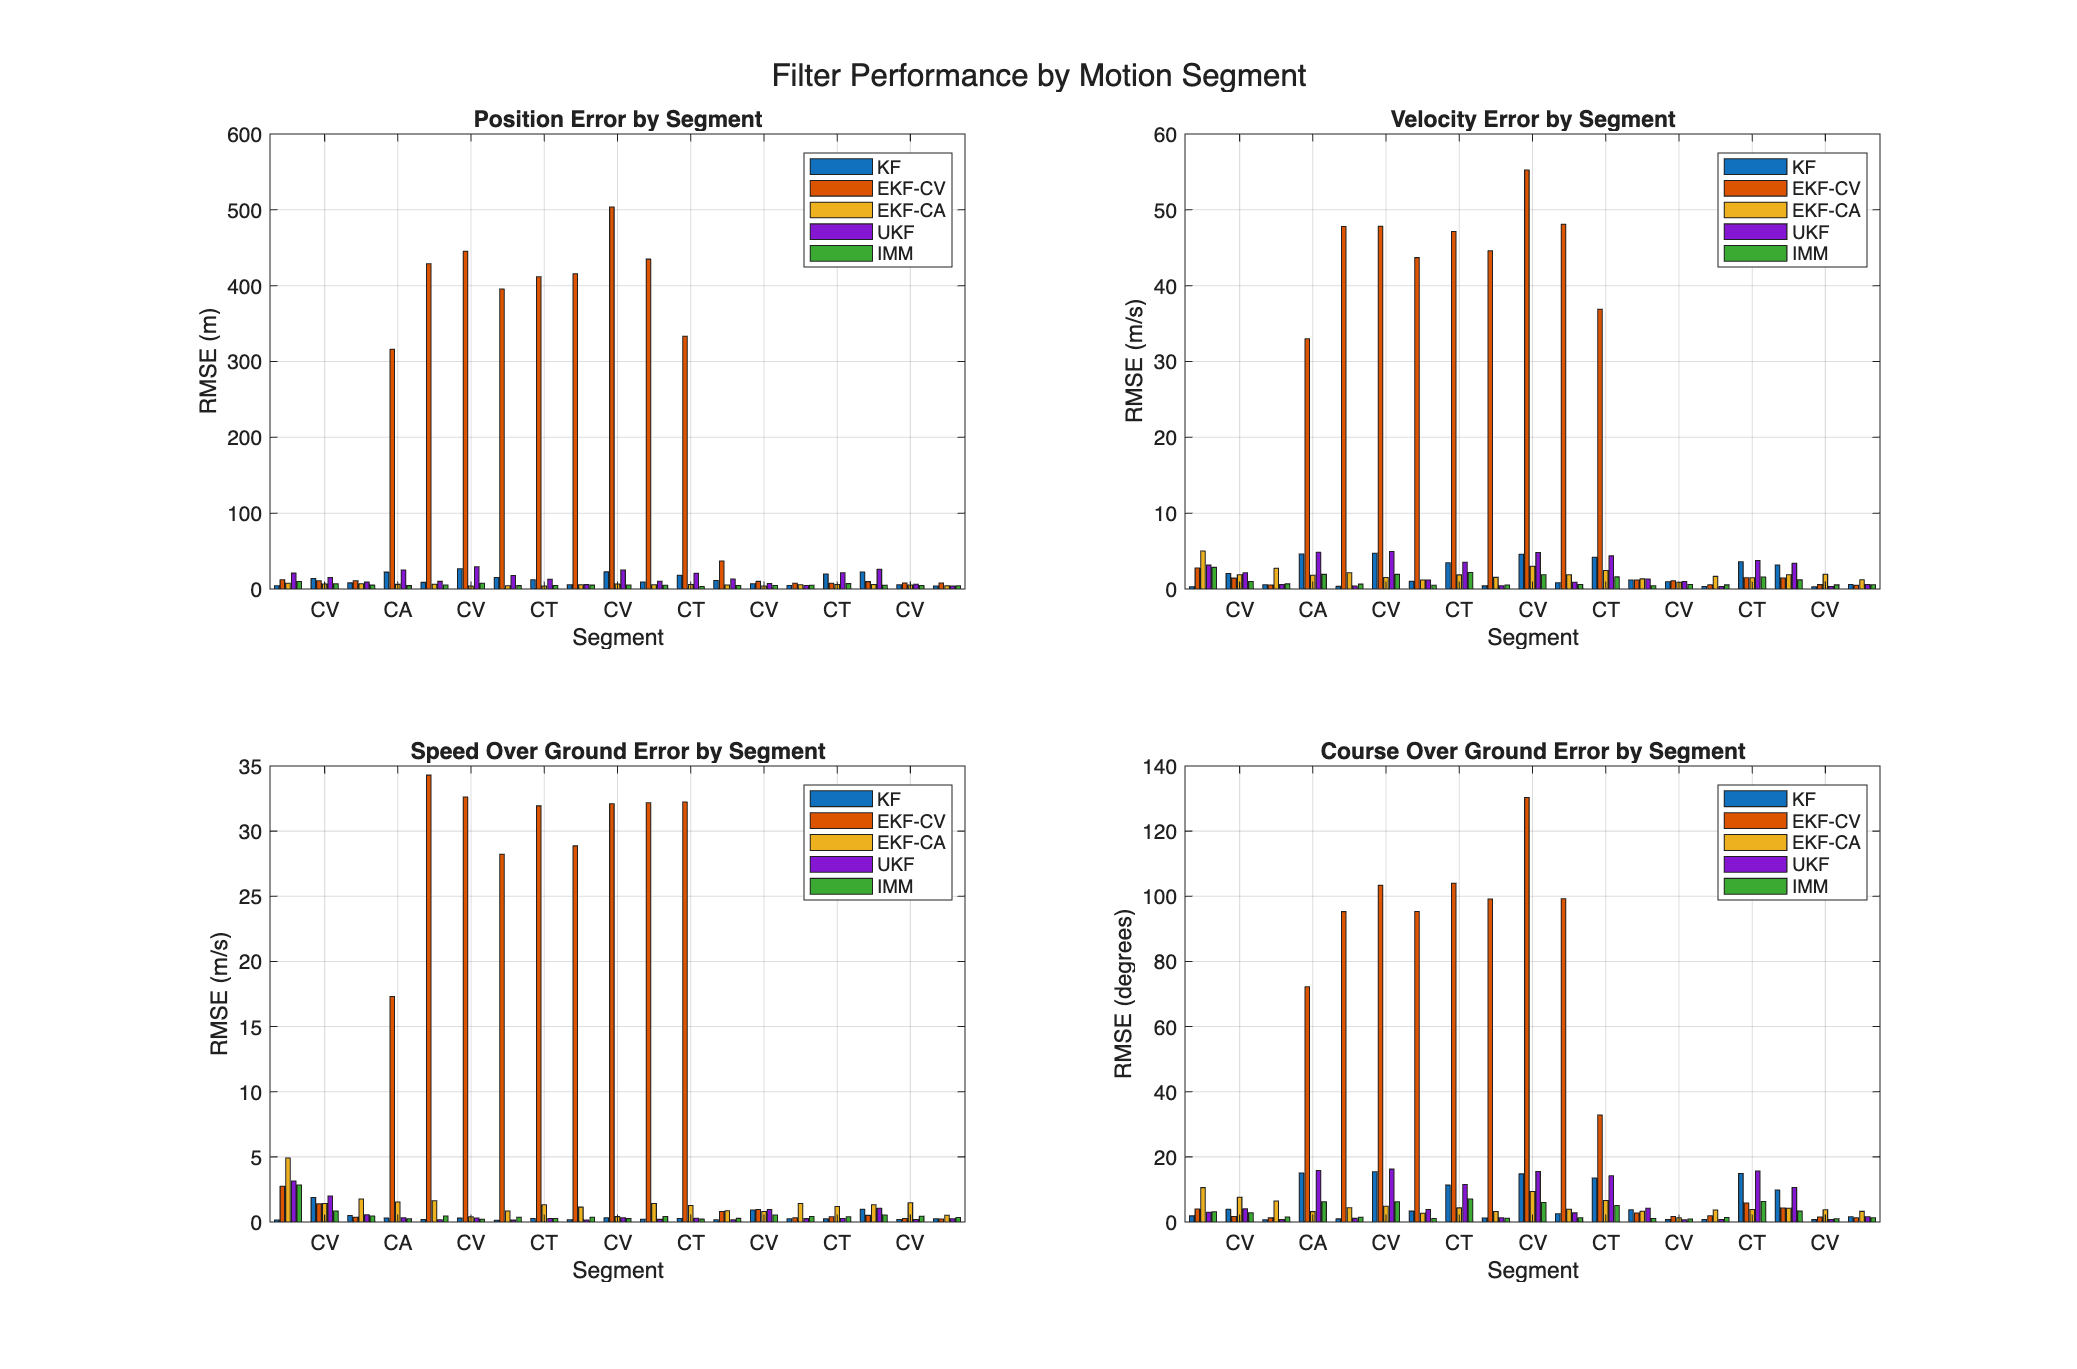 Filter Performance by Motion Segment
Position Error by Segment
600
500
400
300
200
100
0
RMSE (m)
KF
EKF-CV
EKF-CA
UKF
IMM
CV CA CV CT CV CT CV CT CV
Segment
Velocity Error by Segment
60
50
40
30
20
10
0
RMSE (m/s)
KF
EKF-CV
EKF-CA
UKF
IMM
CV CA CV CT CV CT CV CT CV
Segment
Speed Over Ground Error by Segment
35
30
25
20
15
10
5
0
RMSE (m/s)
KF
EKF-CV
EKF-CA
UKF
IMM
CV CA CV CT CV CT CV CT CV
Segment
Course Over Ground Error by Segment
140
120
100
80
60
40
20
0
RMSE (degrees)
KF
EKF-CV
EKF-CA
UKF
IMM
CV CA CV CT CV CT CV CT CV
Segment